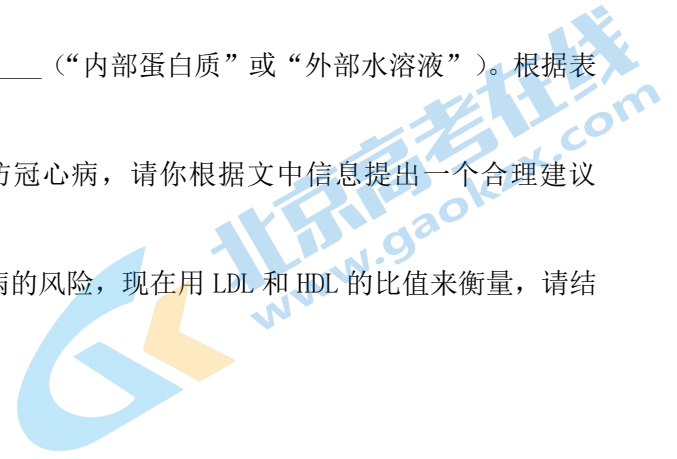 ___（“内部蛋白质”或“外部水溶液”）。根据表
防冠心病，请你根据文中信息提出一个合理建议
病的风险，现在用 LDL 和 HDL 的比值来衡量，请结
北京高考在线
www.gaokzx.com